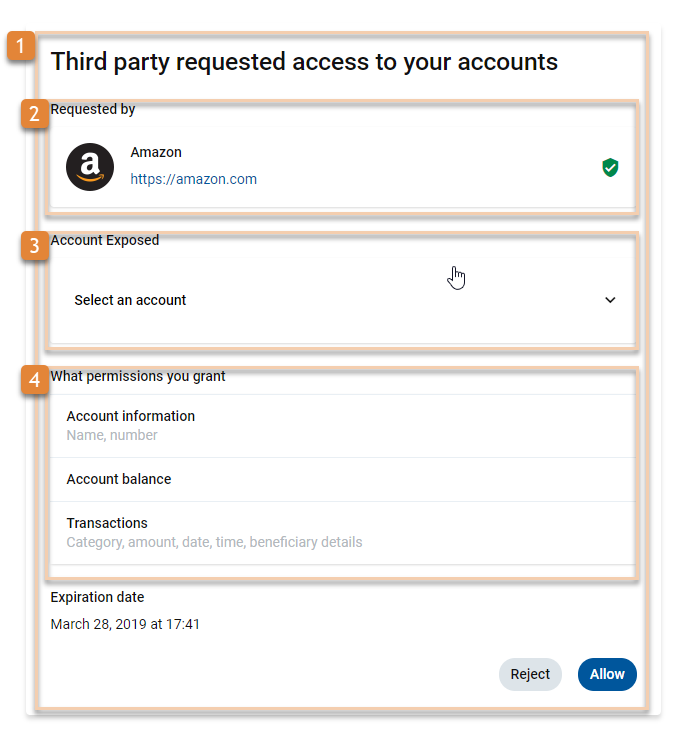 1
Third party requested access to your accounts
2
Requested by
a
Amazon
https://amazon.com
3
Account Exposed
Select an account
4
What permissions you grant
Account information
Name, number
Account balance
Transactions
Category, amount, date, time, beneficiary details
Expiration date
March 28, 2019 at 17:41
Reject Allow